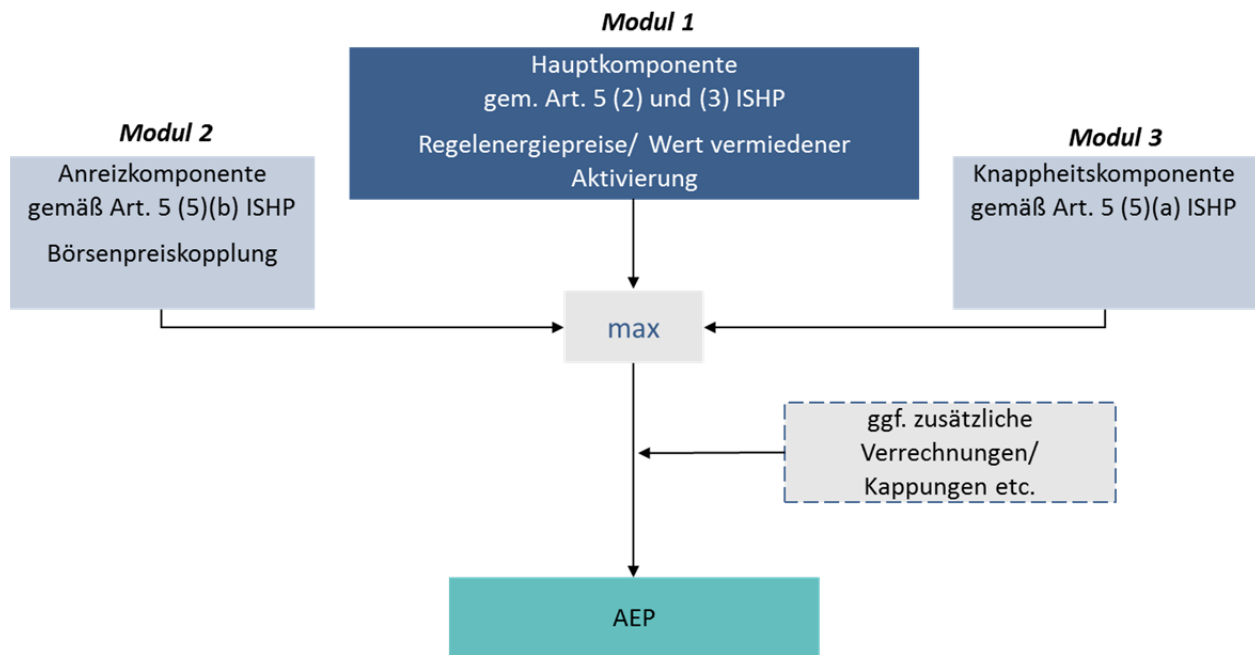 Modul 1
Hauptkomponente
gem. Art. 5 (2) und (3) ISHP
Regelenergiepreise/ Wert vermiedener
Aktivierung
Modul 2
Anreizkomponente
gemäß Art. 5 (5)(b) ISHP
Börsenpreiskopplung
Modul 3
Knappheitskomponente
gemäß Art. 5 (5)(a) ISHP
max
ggf. zusätzliche
Verrechnungen/
Kappungen etc.
AEP